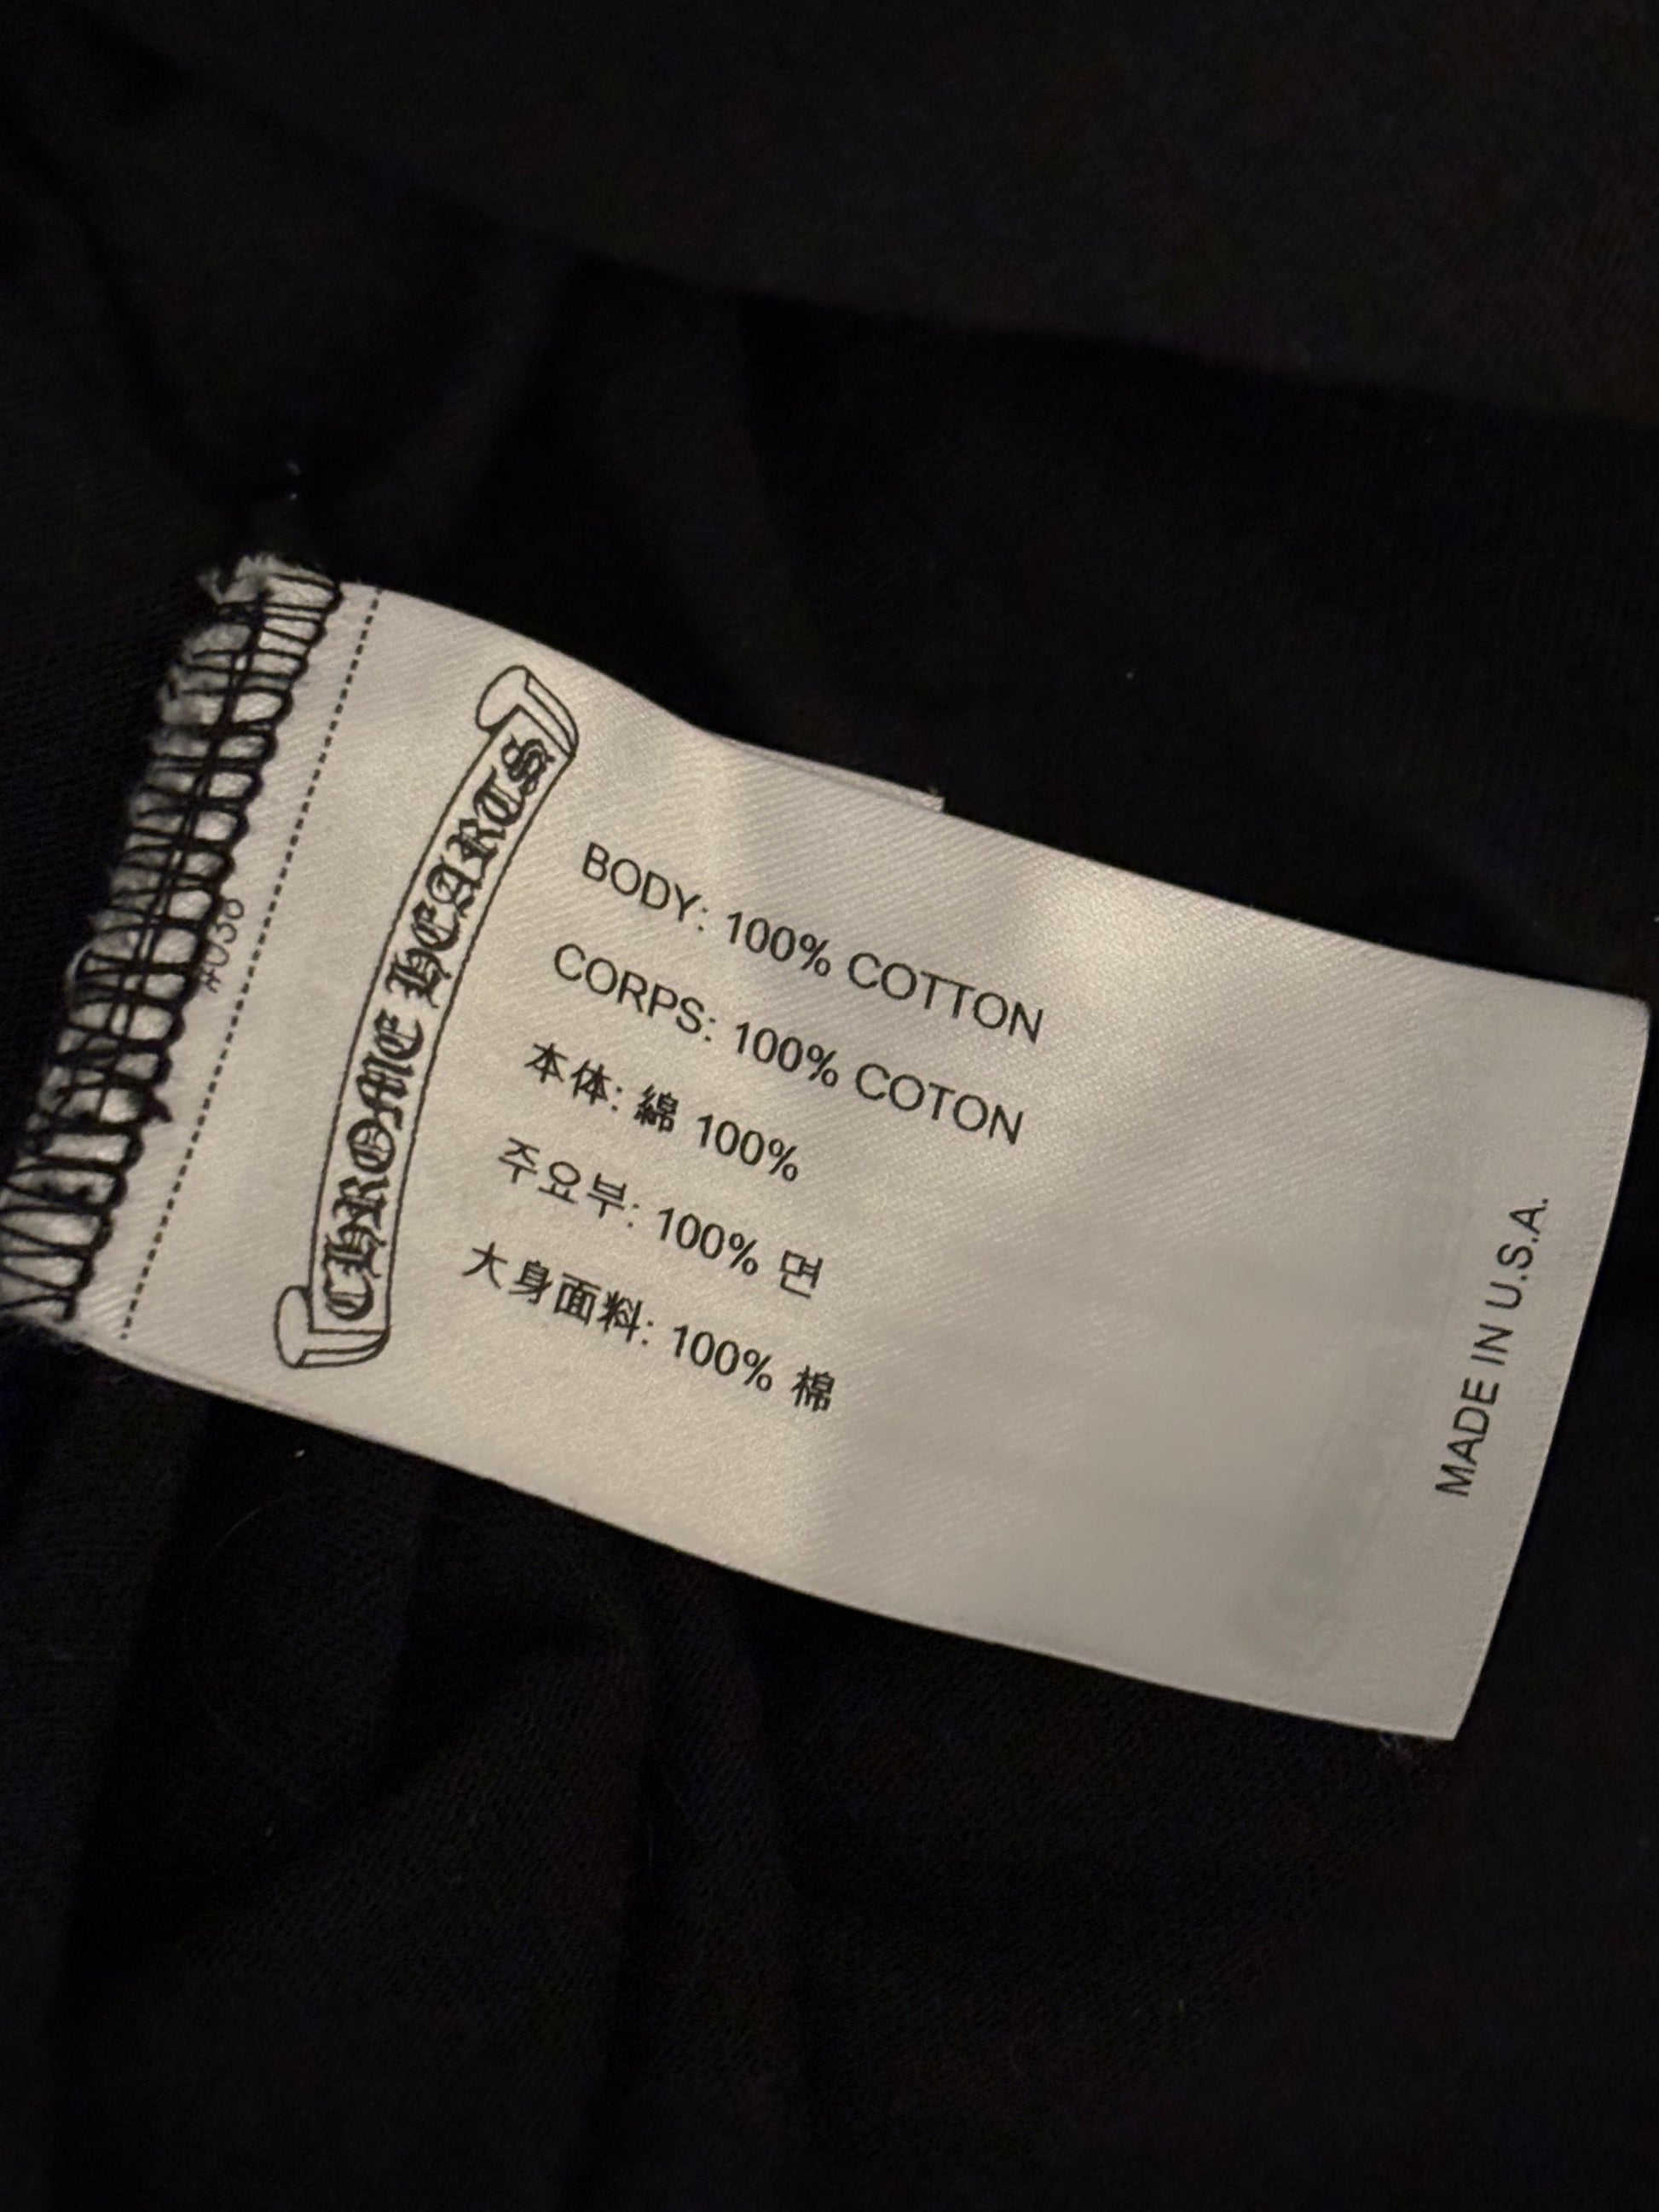 #036
CHROME HEARTS
BODY: 100% COTTON
CORPS: 100% COTON
本体: 綿 100%
주요부: 100% 면
大身面料: 100% 棉
MADE IN U.S.A.